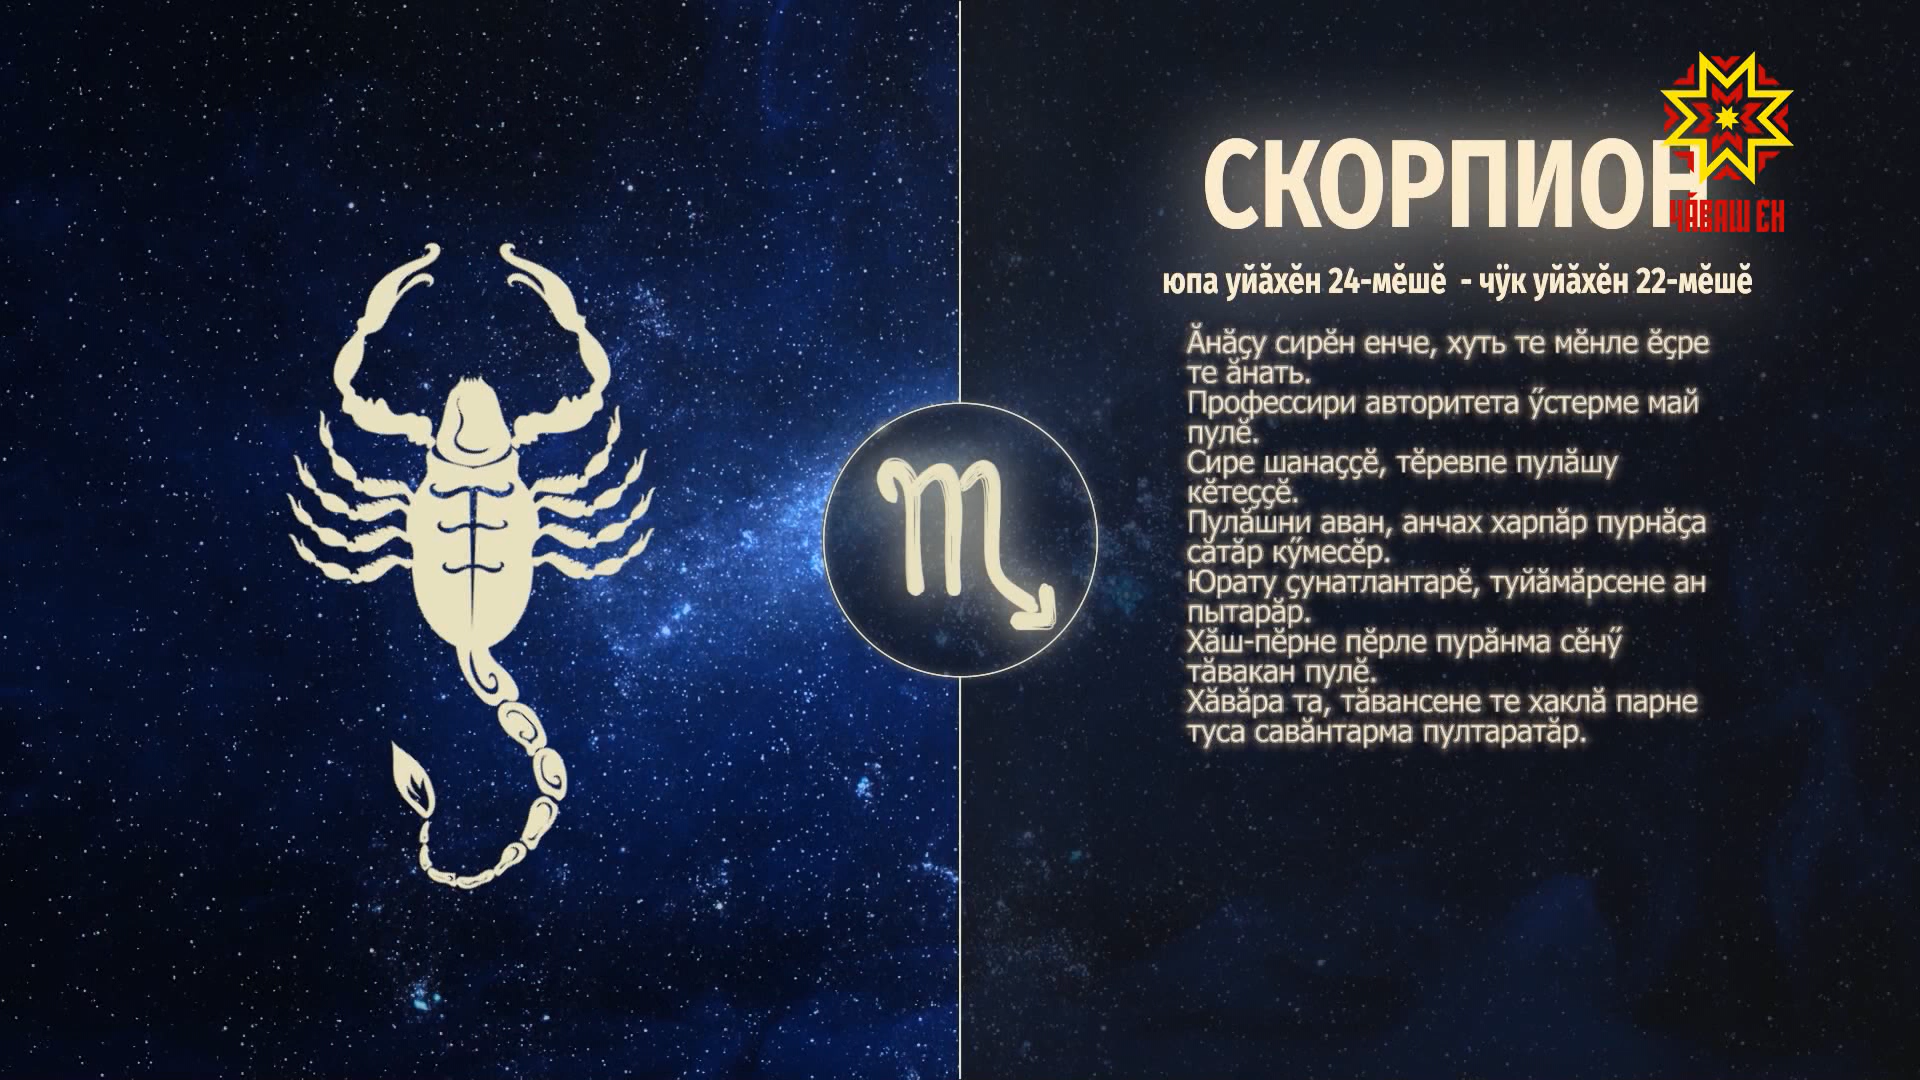 СКОРПИОН
ЧӐВАШ ЕН
юпа уйӑхӗн 24-мӗшӗ - чӳк уйӑхӗн 22-мӗшӗ
Ӑнӑҫу сирӗн енче, хуть те мӗнле ӗҫре
те ӑнать.
Профессири авторитета ӳстерме май
пулӗ.
Сире шанаҫҫӗ, тӗревпе пулӑшу
кӗтеҫҫӗ.
Пулӑшни аван, анчах харпӑр пурнӑҫа
сӑтӑр кӳмесӗр.
Юрату ҫунатлантарӗ, туйӑмӑрсене ан
пытарӑр.
Хӑш-пӗрне пӗрле пурӑнма сӗнӳ
тӑвакан пулӗ.
Хӑвӑра та, тӑвансене те хаклӑ парне
туса савӑнтарма пултаратӑр.